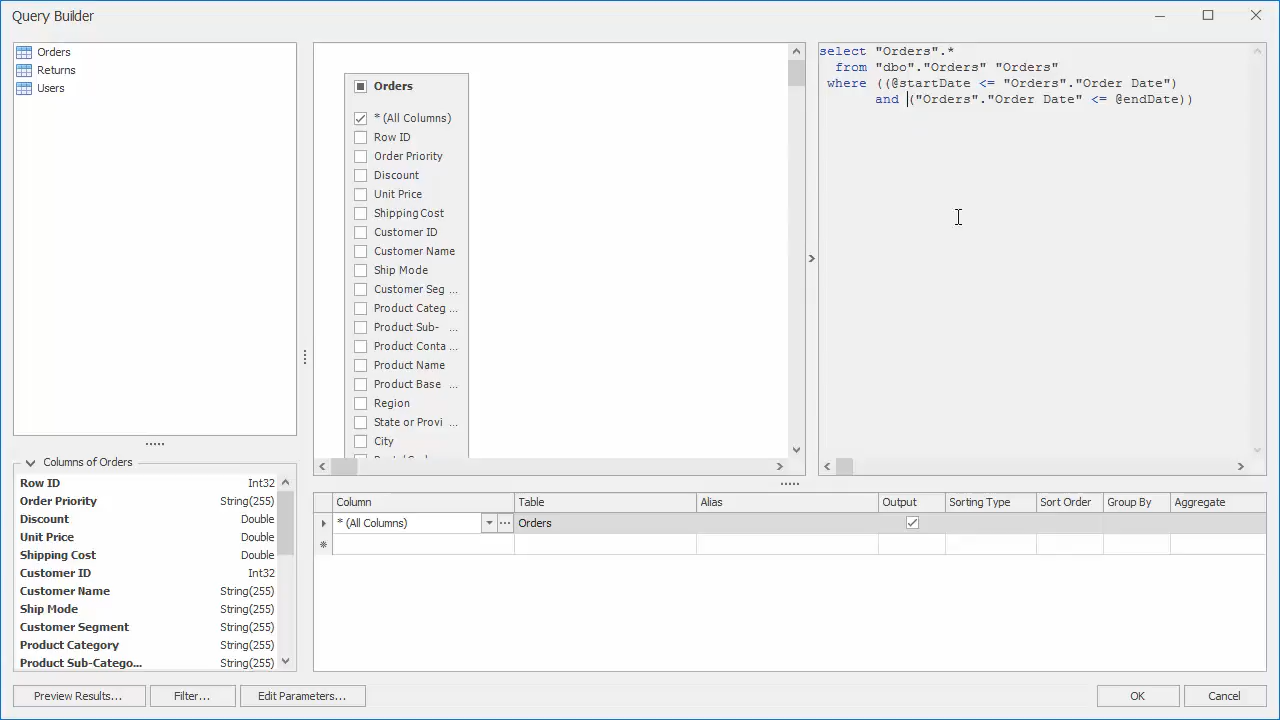 Query Builder
Orders
Returns
Users
Columns of Orders
Row ID Int32
Order Priority String(255)
Discount Double
Unit Price Double
Shipping Cost Double
Customer ID Int32
Customer Name String(255)
Ship Mode String(255)
Customer Segment String(255)
Product Category String(255)
Product Sub-Catego... String(255)
Orders
* (All Columns)
Row ID
Order Priority
Discount
Unit Price
Shipping Cost
Customer ID
Customer Name
Ship Mode
Customer Seg ...
Product Categ ...
Product Sub- ...
Product Conta ...
Product Name
Product Base ...
Region
State or Provi ...
City
select "Orders".*
from "dbo"."Orders" "Orders"
where ((@startDate <= "Orders"."Order Date")
and ("Orders"."Order Date" <= @endDate))
Column Table Alias Output Sorting Type Sort Order Group By Aggregate
* (All Columns) ... Orders
Preview Results... Filter... Edit Parameters... OK Cancel